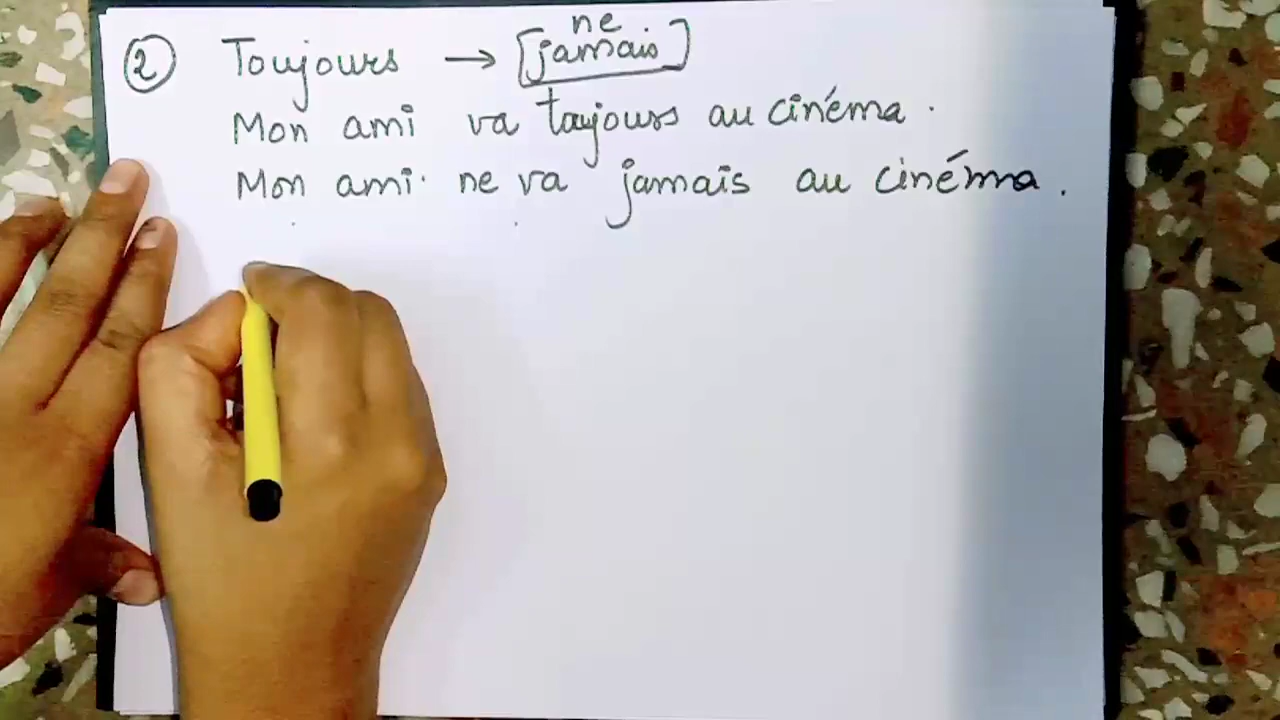 ② Toujours → [ne jamais]
Mon ami va toujours au cinéma.
Mon ami ne va jamais au cinéma.